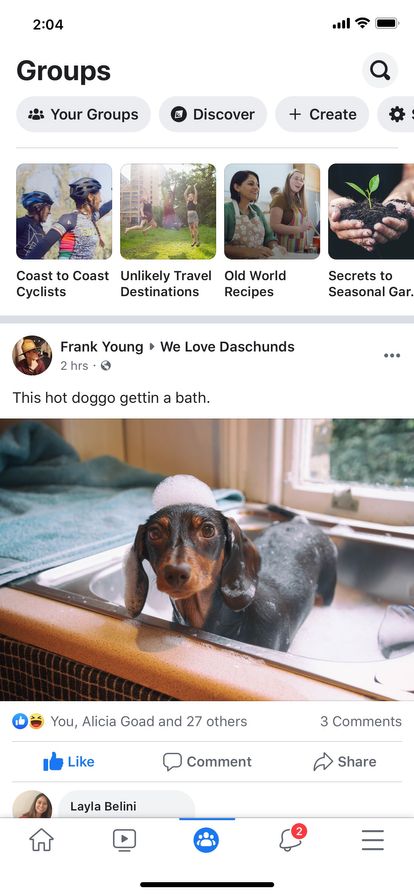 2:04
Groups
Your Groups
Discover
Create
Coast to Coast
Cyclists
Unlikely Travel
Destinations
Old World
Recipes
Secrets to
Seasonal Gar..
Frank Young We Love Daschunds
2 hrs ·
This hot doggo gettin a bath.
You, Alicia Goad and 27 others
3 Comments
Like
Comment
Share
Layla Belini
2